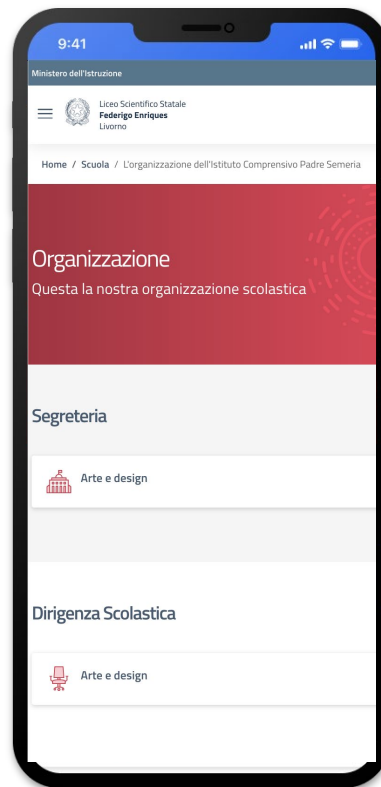 9:41
Ministero dell'Istruzione
Liceo Scientifico Statale
Federigo Enriques
Livorno
Home / Scuola / L'organizzazione dell'Istituto Comprensivo Padre Semeria
Organizzazione
Questa la nostra organizzazione scolastica
Segreteria
Arte e design
Dirigenza Scolastica
Arte e design